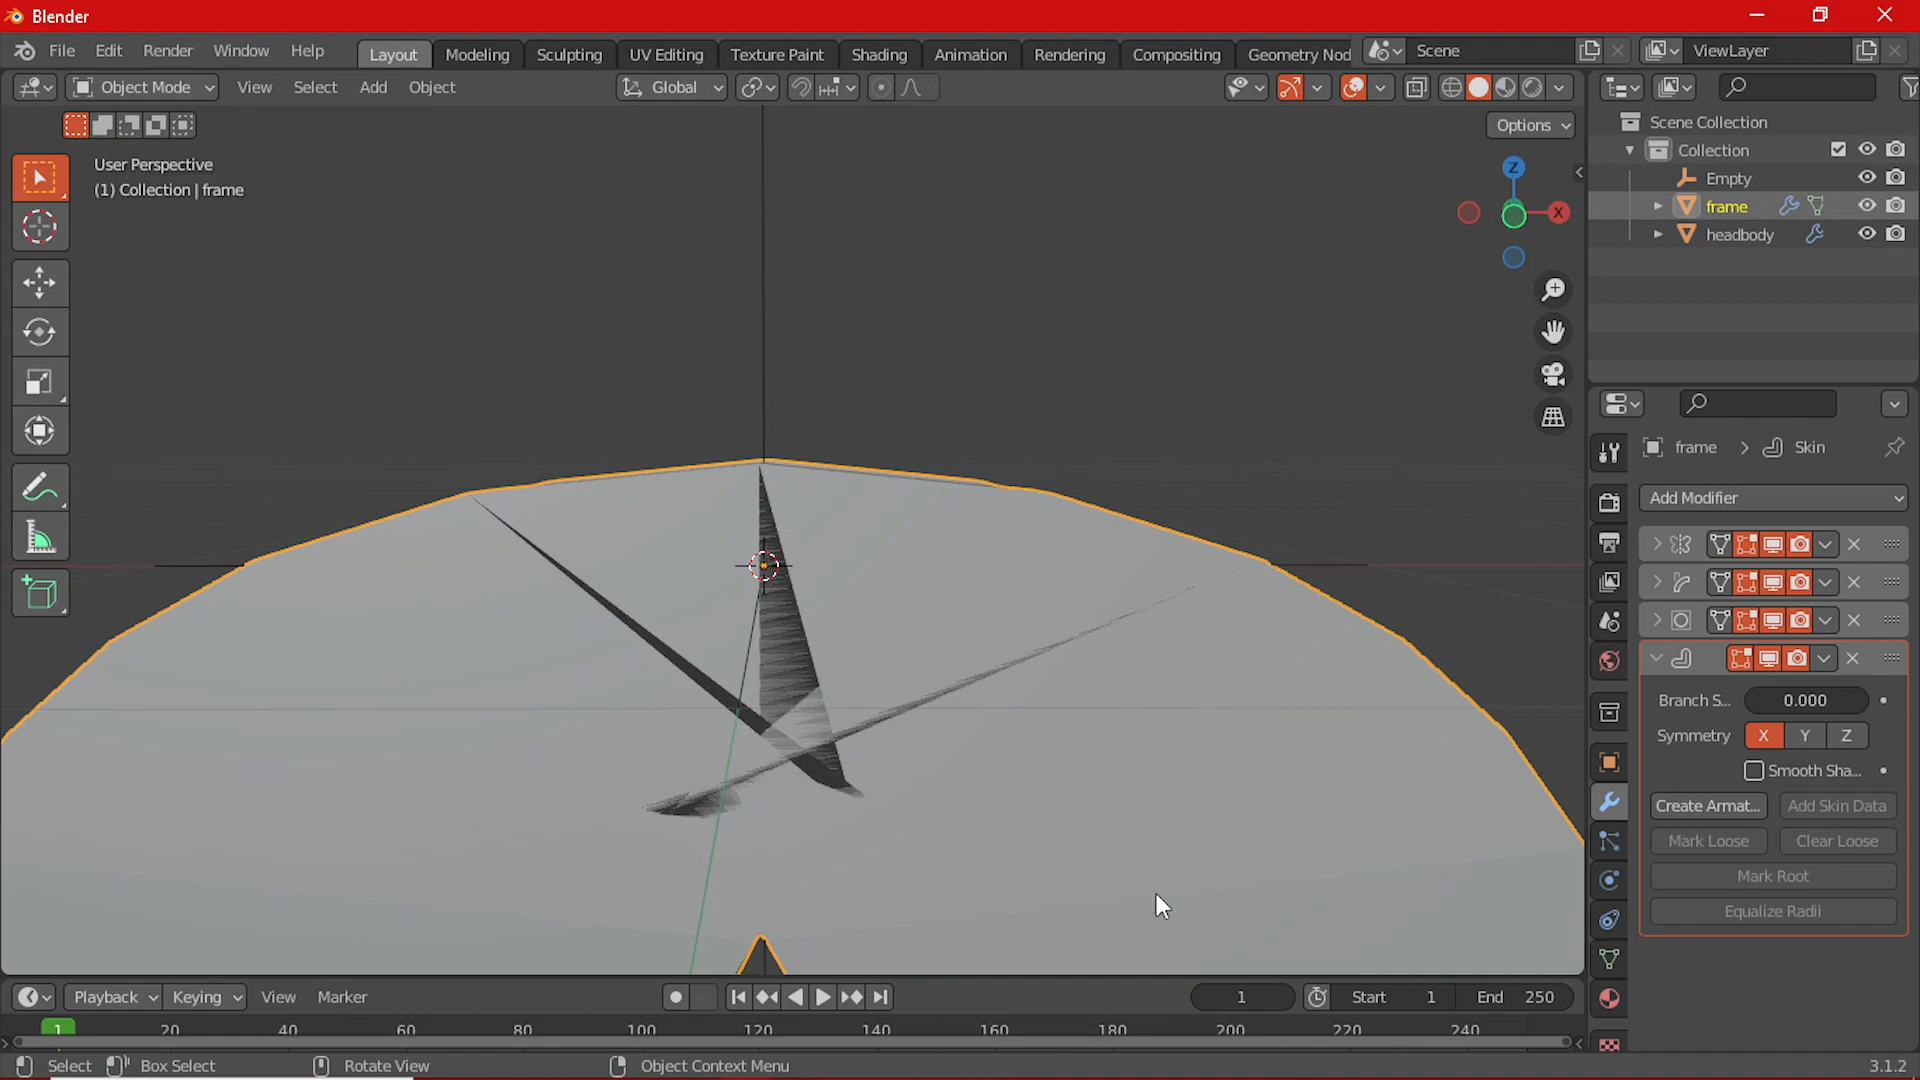 Blender
File Edit Render Window Help Layout Modeling Sculpting UV Editing Texture Paint Shading Animation Rendering Compositing Geometry Nod Scene ViewLayer
Object Mode View Select Add Object Global
Options
User Perspective
(1) Collection | frame
Z
X
Scene Collection
Collection
Empty
frame
headbody
frame > Skin
Add Modifier
Branch S... 0.000
Symmetry X Y Z
Smooth Sha...
Create Armat... Add Skin Data
Mark Loose Clear Loose
Mark Root
Equalize Radii
Playback Keying View Marker 1 Start 1 End 250
1 20 40 60 80 100 120 140 160 180 200 220 240
Select Box Select Rotate View Object Context Menu 3.1.2